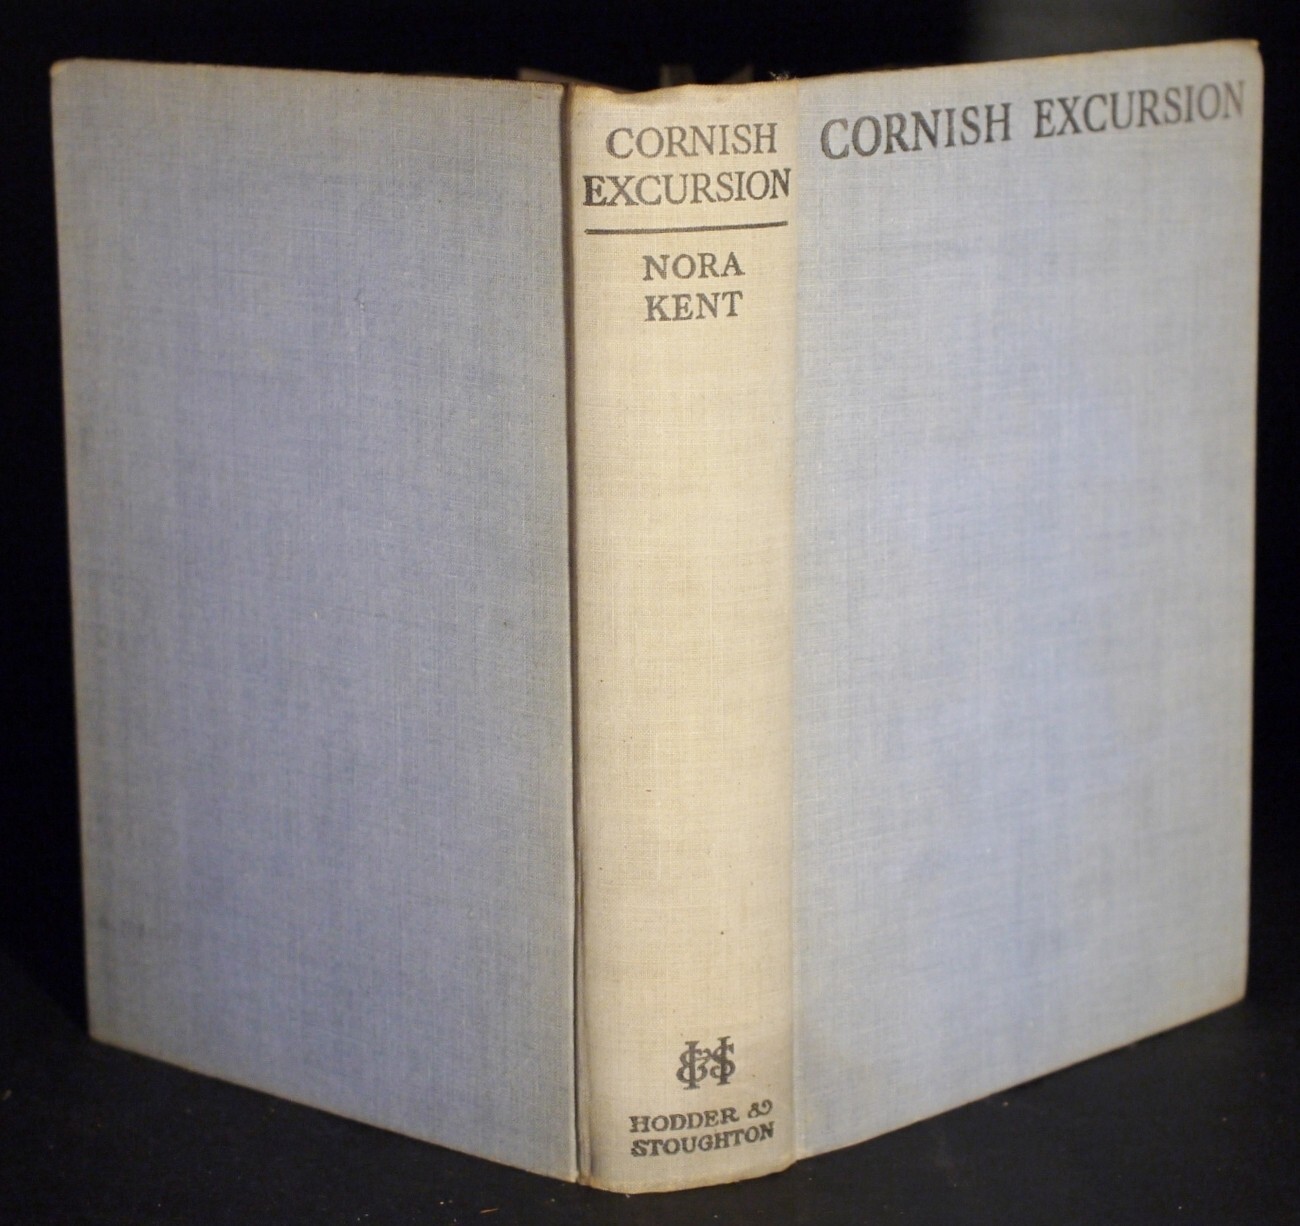 CORNISH
EXCURSION
NORA
KENT
H&S
HODDER &
STOUGHTON
CORNISH EXCURSION